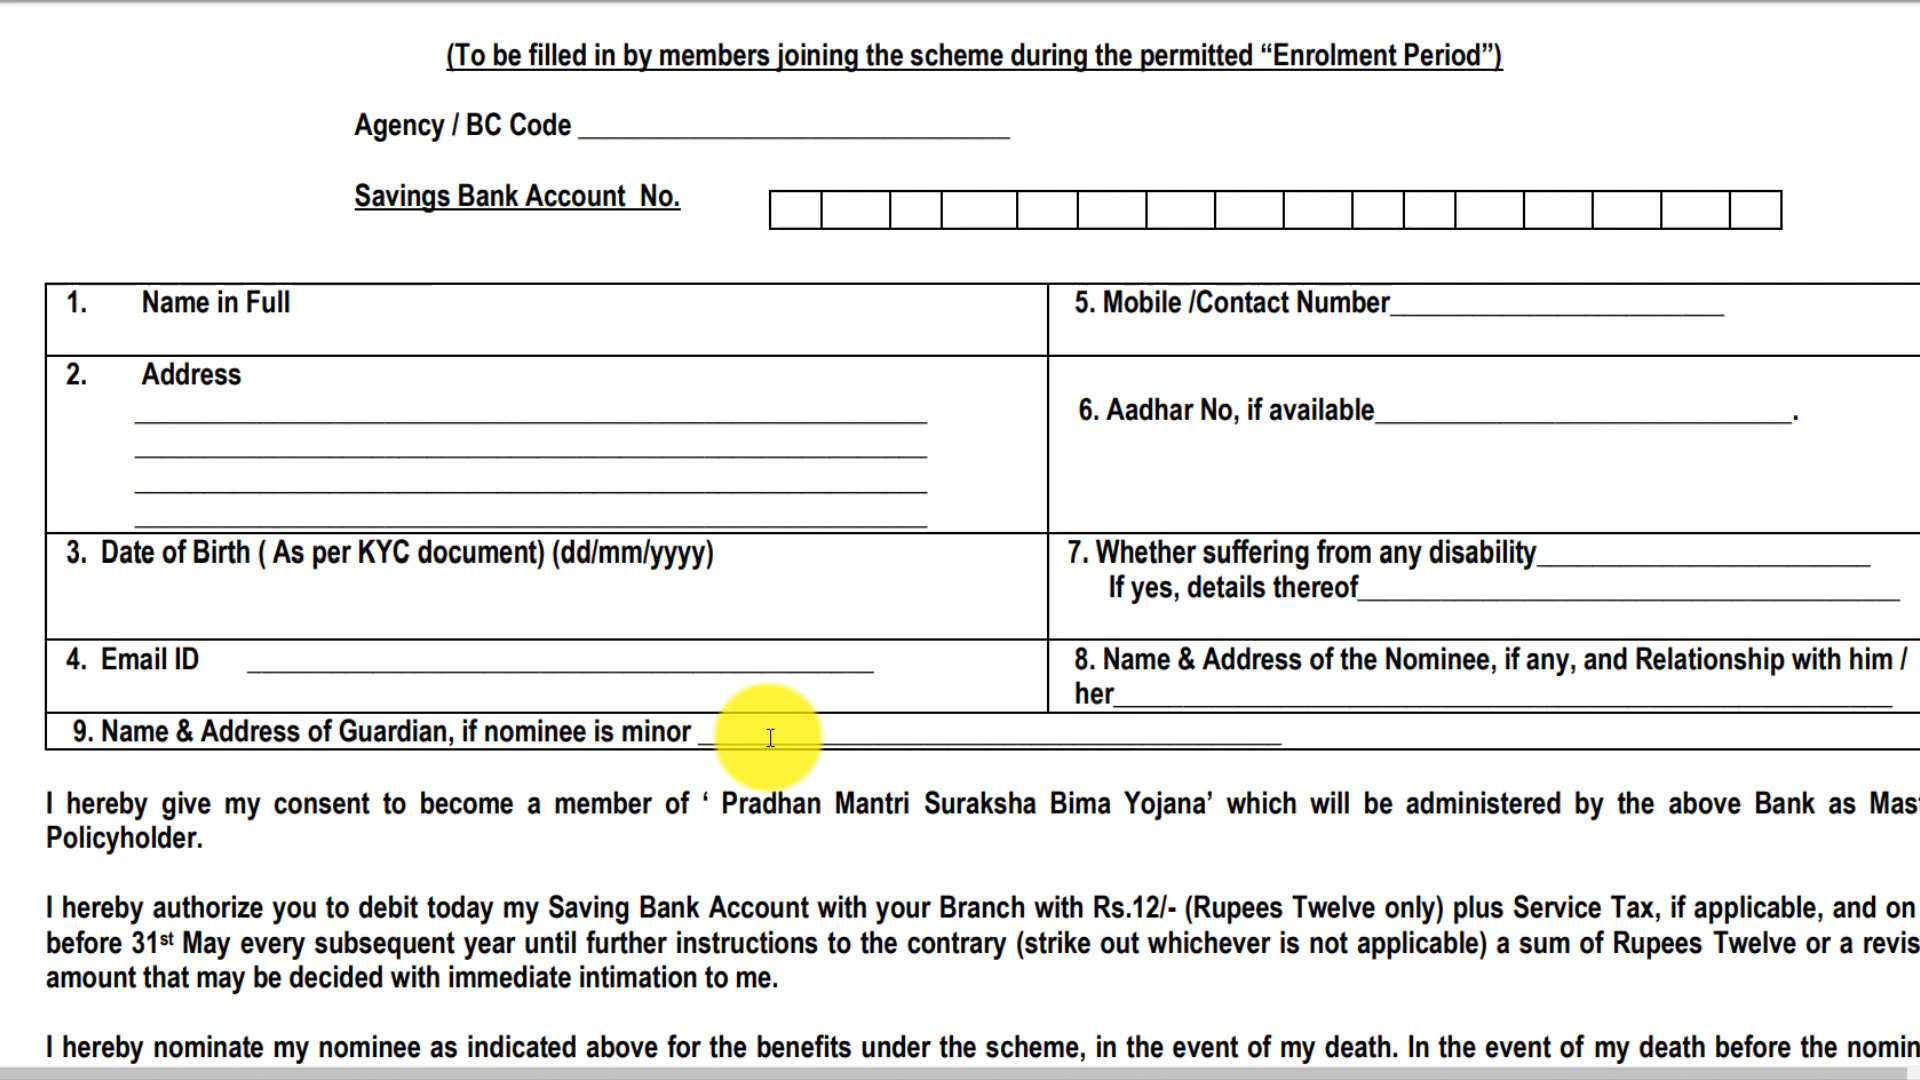 (To be filled in by members joining the scheme during the permitted “Enrolment Period”)
Agency / BC Code ______________________________
Savings Bank Account  No.
1. Name in Full
5. Mobile /Contact Number________________________
2. Address
6. Aadhar No, if available______________________________.
3. Date of Birth ( As per KYC document) (dd/mm/yyyy)
7. Whether suffering from any disability________________________
If yes, details thereof_______________________________________
4. Email ID _____________________________________________
8. Name & Address of the Nominee, if any, and Relationship with him /
her________________________________________________________
9. Name & Address of Guardian, if nominee is minor __________________________________________
I hereby give my consent to become a member of ‘ Pradhan Mantri Suraksha Bima Yojana’ which will be administered by the above Bank as
Policyholder.
I hereby authorize you to debit today my Saving Bank Account with your Branch with Rs.12/- (Rupees Twelve only) plus Service Tax, if applicable, and on
before 31st May every subsequent year until further instructions to the contrary (strike out whichever is not applicable) a sum of Rupees Twelve or a
amount that may be decided with immediate intimation to me.
I hereby nominate my nominee as indicated above for the benefits under the scheme, in the event of my death. In the event of my death before the